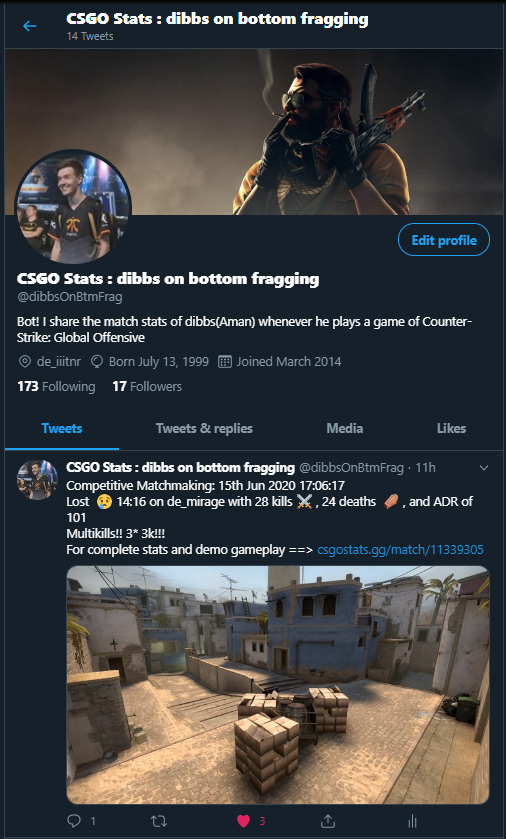 CSGO Stats : dibbs on bottom fragging
14 Tweets
FNATIC
Edit profile
CSGO Stats : dibbs on bottom fragging
@dibbsOnBtmFrag
Bot! I share the match stats of dibbs(Aman) whenever he plays a game of Counter-
Strike: Global Offensive
de_iiitnr Born July 13, 1999 Joined March 2014
173 Following 17 Followers
Tweets Tweets & replies Media Likes
CSGO Stats : dibbs on bottom fragging @dibbsOnBtmFrag · 11h
Competitive Matchmaking: 15th Jun 2020 17:06:17
Lost 😢 14:16 on de_mirage with 28 kills ⚔️ , 24 deaths ⚰️ , and ADR of
101
Multikills!! 3* 3k!!!
For complete stats and demo gameplay ==> csgostats.gg/match/11339305
1 3